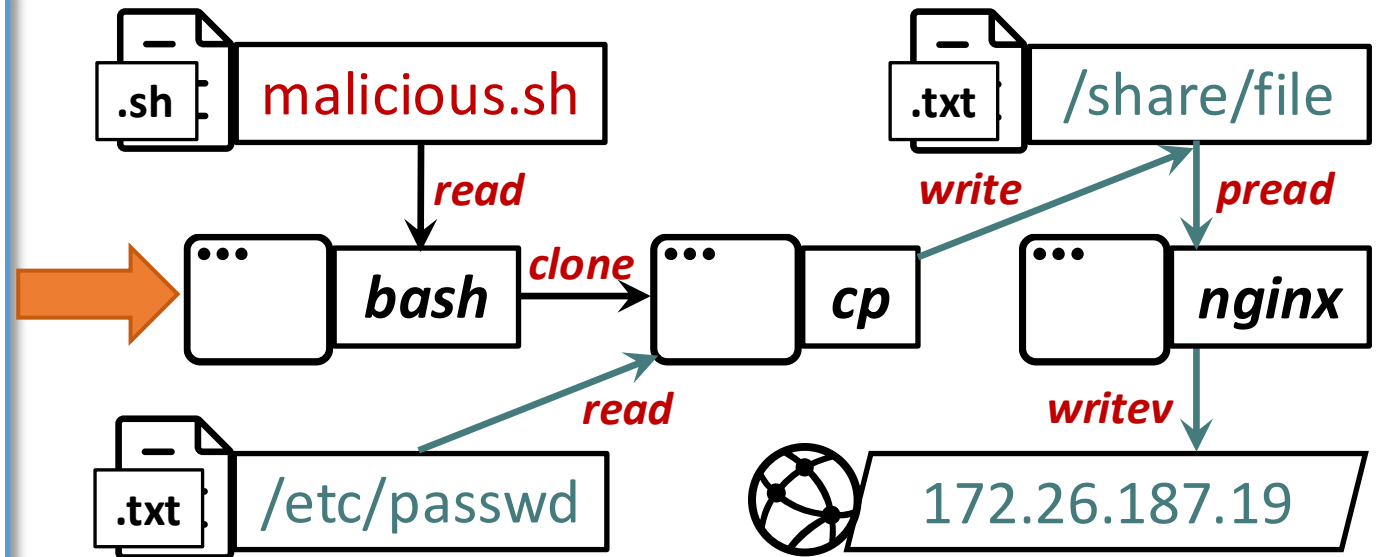 .sh
malicious.sh
.txt
/share/file
read
write
pread
bash
clone
cp
nginx
read
writev
.txt
/etc/passwd
172.26.187.19